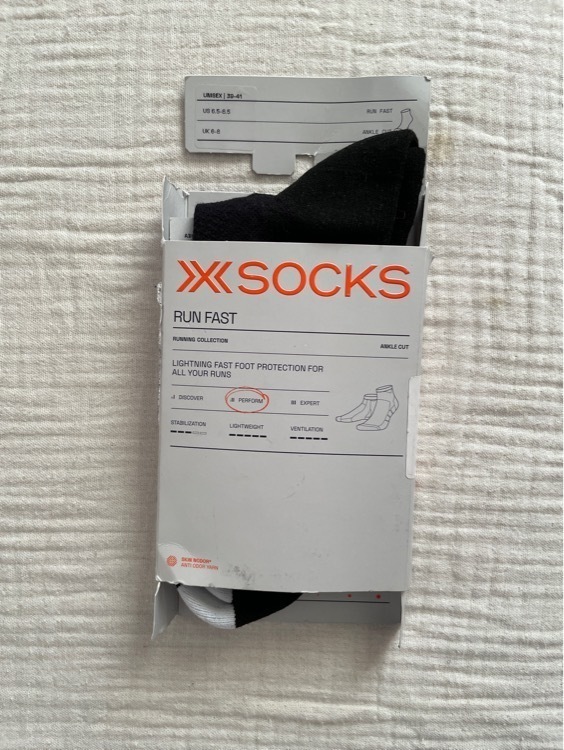 UNISEX | 39-41
US 6.5-8.5
RUN FAST
UK 6-8
ANKLE
X SOCKS
RUN FAST
RUNNING COLLECTION
ANKLE CUT
LIGHTNING FAST FOOT PROTECTION FOR
ALL YOUR RUNS
DISCOVER
PERFORM
EXPERT
STABILIZATION
LIGHTWEIGHT
VENTILATION
ANTI ODOR YARN